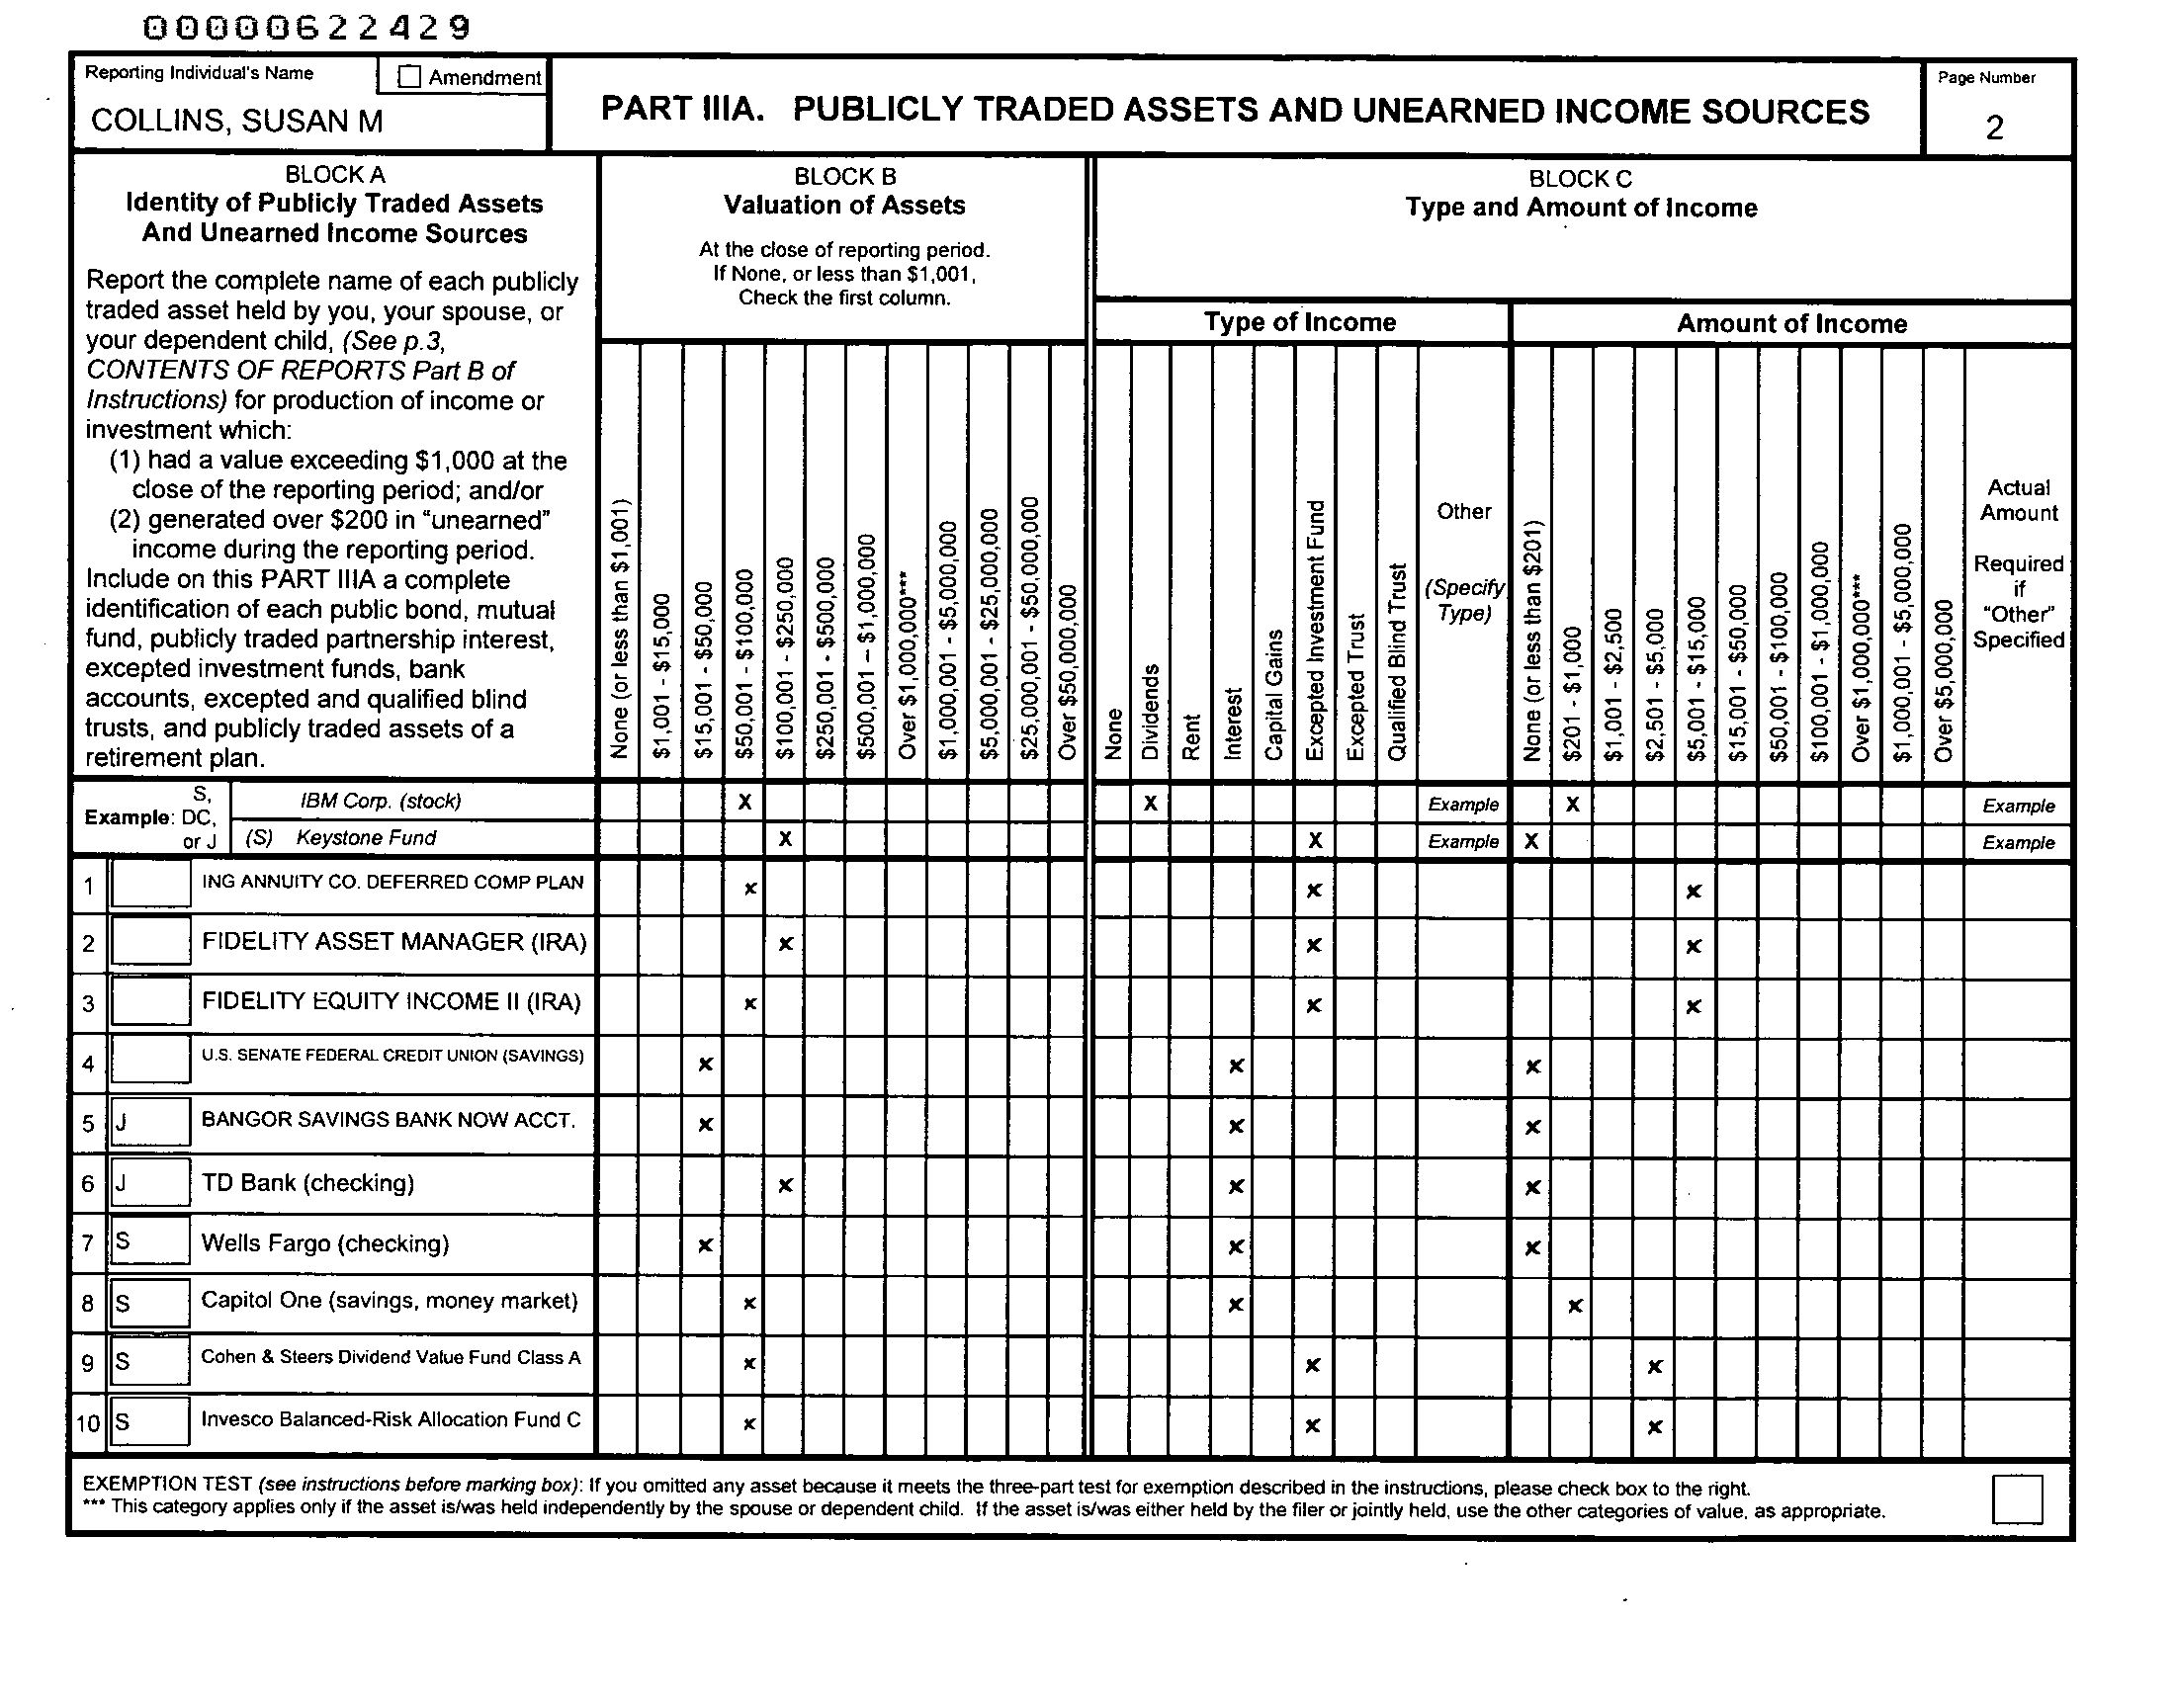 00000622429
Reporting Individual's Name
Amendment
COLLINS, SUSAN M
PART IIIA. PUBLICLY TRADED ASSETS AND UNEARNED INCOME SOURCES
Page Number
2
BLOCK A
Identity of Publicly Traded Assets
And Unearned Income Sources
Report the complete name of each publicly
traded asset held by you, your spouse, or
your dependent child, (See p.3,
CONTENTS OF REPORTS Part B of
Instructions) for production of income or
investment which:
(1) had a value exceeding $1,000 at the
close of the reporting period; and/or
(2) generated over $200 in "unearned"
income during the reporting period.
Include on this PART IIIA a complete
identification of each public bond, mutual
fund, publicly traded partnership interest,
excepted investment funds, bank
accounts, excepted and qualified blind
trusts, and publicly traded assets of a
retirement plan.
BLOCK B
Valuation of Assets
At the close of reporting period.
If None, or less than $1,001,
Check the first column.
None (or less than $1,001)
$1,001 - $15,000
$15,001 - $50,000
$50,001 - $100,000
$100,001 - $250,000
$250,001 - $500,000
$500,001 – $1,000,000
Over $1,000,000***
$1,000,001 - $5,000,000
$5,000,001 - $25,000,000
$25,000,001 - $50,000,000
Over $50,000,000
BLOCK C
Type and Amount of Income
Type of Income
None
Dividends
Rent
Interest
Capital Gains
Excepted Investment Fund
Excepted Trust
Qualified Blind Trust
Other
(Specify
Type)
Amount of Income
None (or less than $201)
$201 - $1,000
$1,001 - $2,500
$2,501 - $5,000
$5,001 - $15,000
$15,001 - $50,000
$50,001 - $100,000
$100,001 - $1,000,000
Over $1,000,000***
$1,000,001 - $5,000,000
Over $5,000,000
Actual
Amount
Required
if
"Other"
Specified
Example: S,
DC,
or J
IBM Corp. (stock) X X Example X Example
(S) Keystone Fund X X Example X Example
1 ING ANNUITY CO. DEFERRED COMP PLAN x x x
2 FIDELITY ASSET MANAGER (IRA) x x x
3 FIDELITY EQUITY INCOME II (IRA) x x x
4 U.S. SENATE FEDERAL CREDIT UNION (SAVINGS) x x x
5 J BANGOR SAVINGS BANK NOW ACCT. x x x
6 J TD Bank (checking) x x x
7 S Wells Fargo (checking) x x x
8 S Capitol One (savings, money market) x x x
9 S Cohen & Steers Dividend Value Fund Class A x x x
10 S Invesco Balanced-Risk Allocation Fund C x x x
EXEMPTION TEST (see instructions before marking box): If you omitted any asset because it meets the three-part test for exemption described in the instructions, please check box to the right.
*** This category applies only if the asset is/was held independently by the spouse or dependent child. If the asset is/was either held by the filer or jointly held, use the other categories of value, as appropriate.